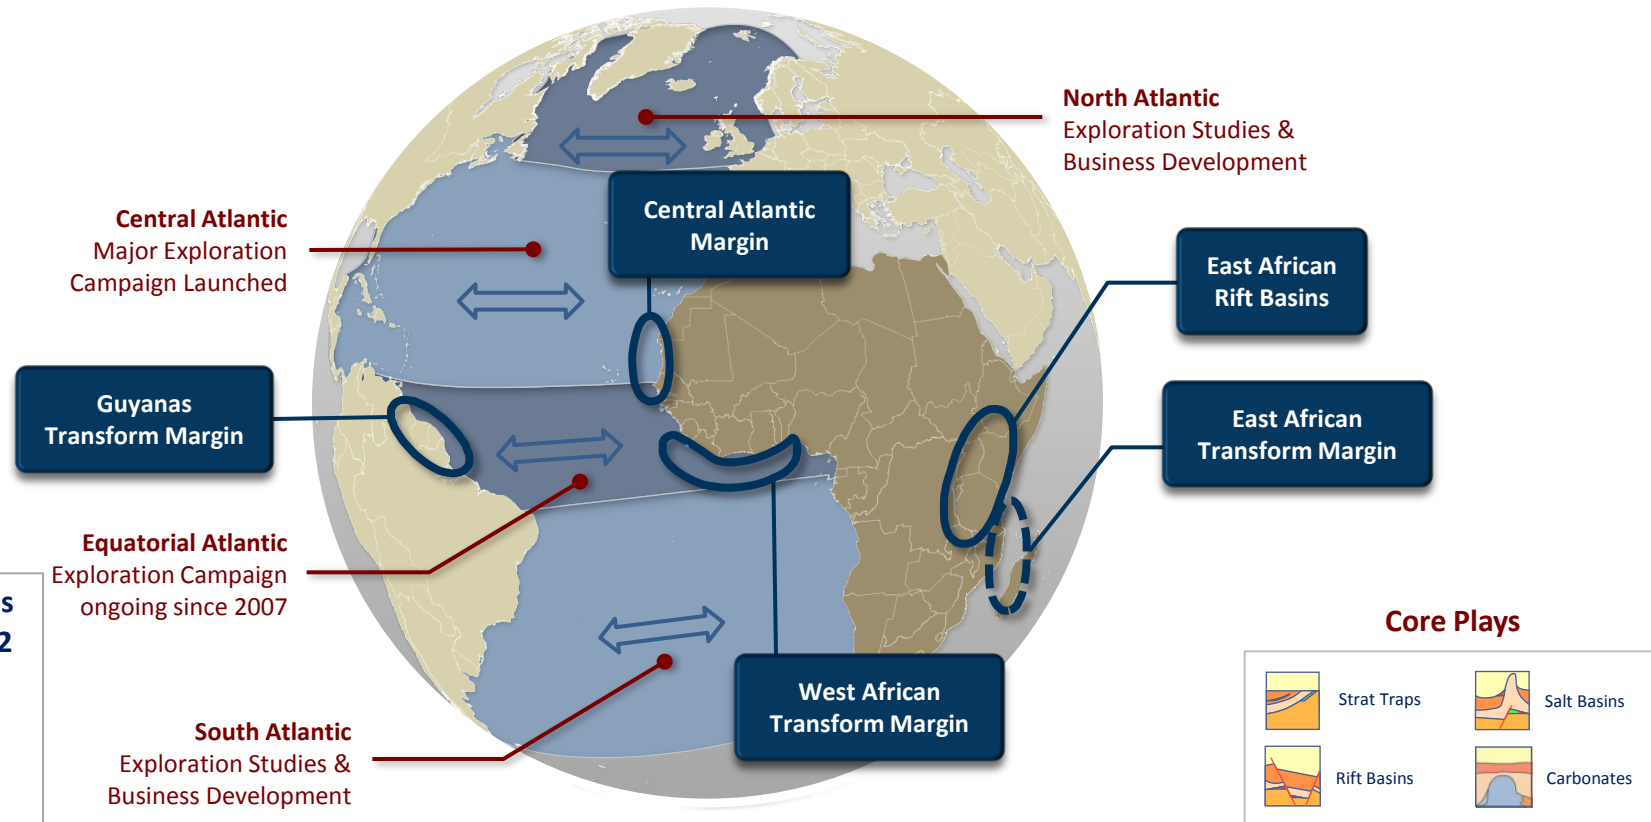 North Atlantic
Exploration Studies &
Business Development
Central Atlantic
Major Exploration
Campaign Launched
Central Atlantic
Margin
East African
Rift Basins
Guyanas
Transform Margin
East African
Transform Margin
Equatorial Atlantic
Exploration Campaign
ongoing since 2007
s
2
West African
Transform Margin
South Atlantic
Exploration Studies &
Business Development
Core Plays
Strat Traps
Salt Basins
Rift Basins
Carbonates